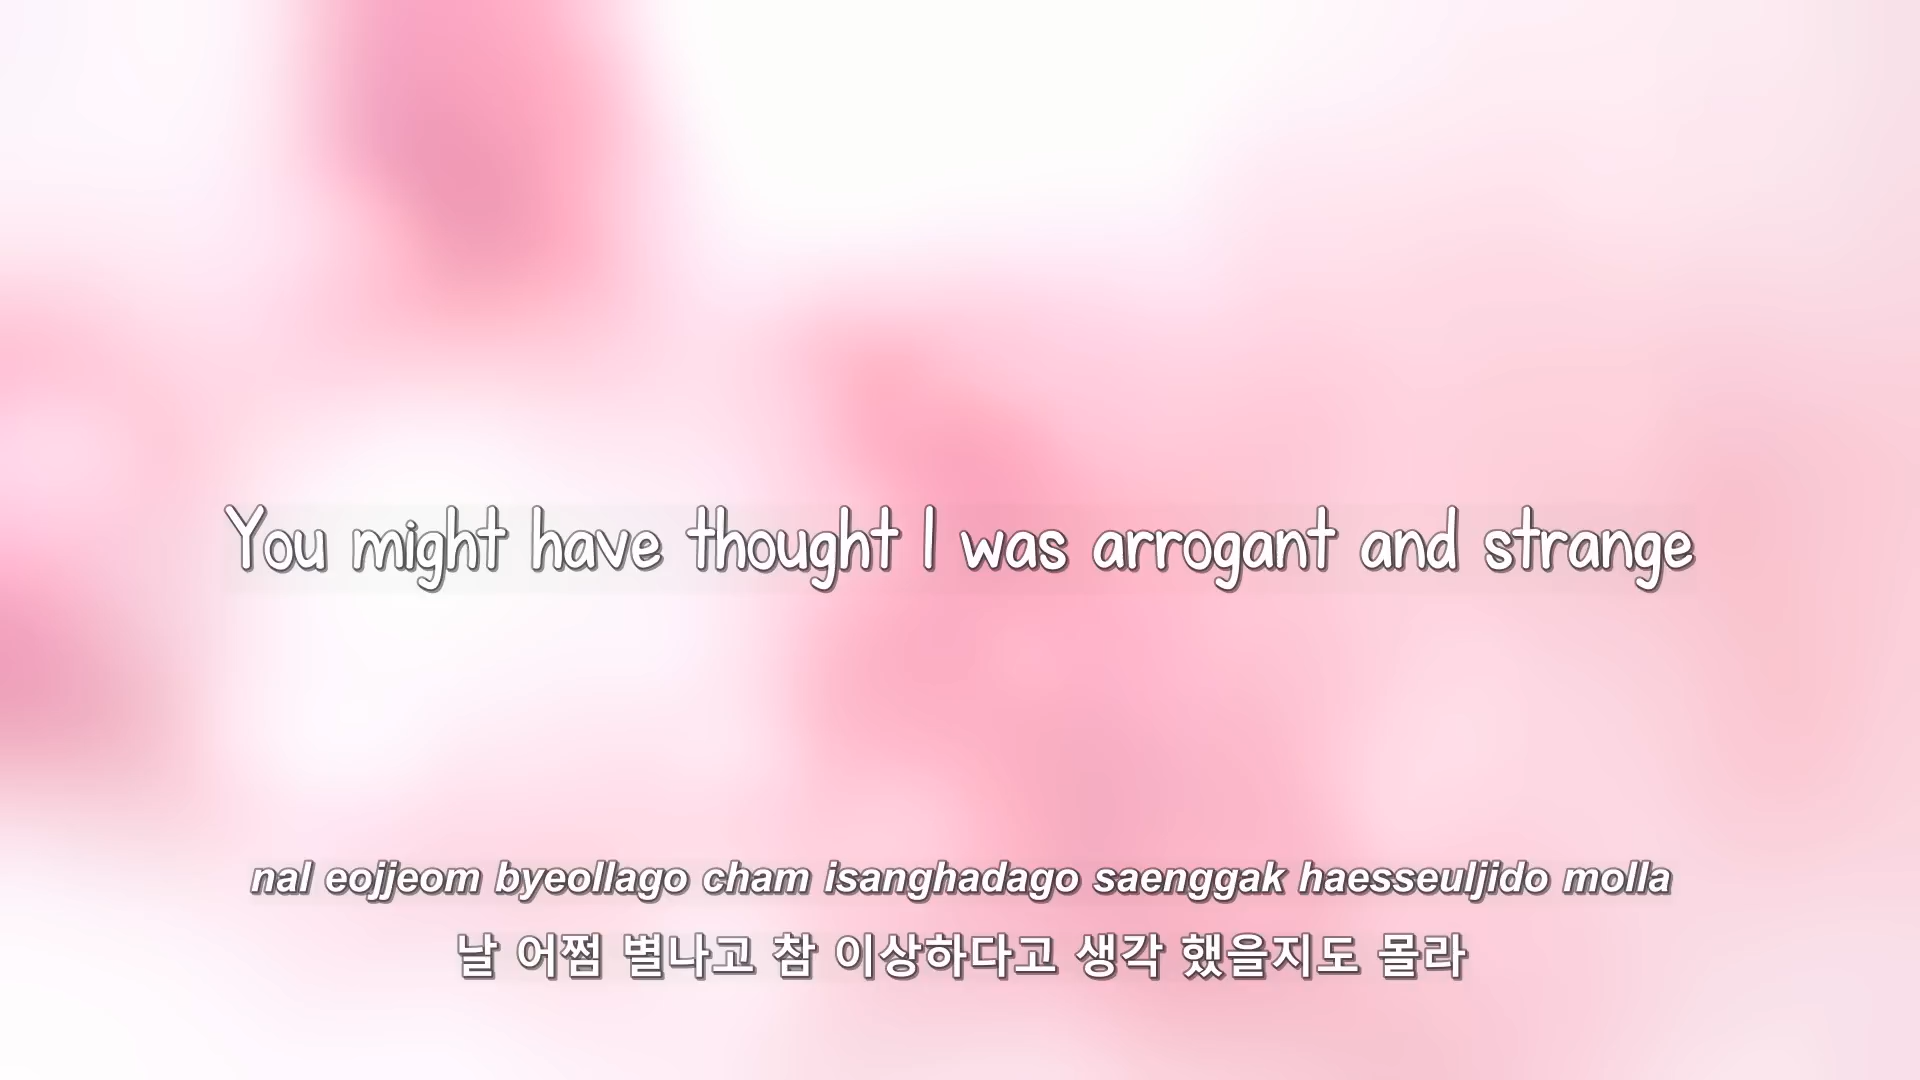 You might have thought I was arrogant and strange
nal eojjeom byeollago cham isanghadago saenggak haesseuljido molla
날 어쩜 별나고 참 이상하다고 생각 했을지도 몰라